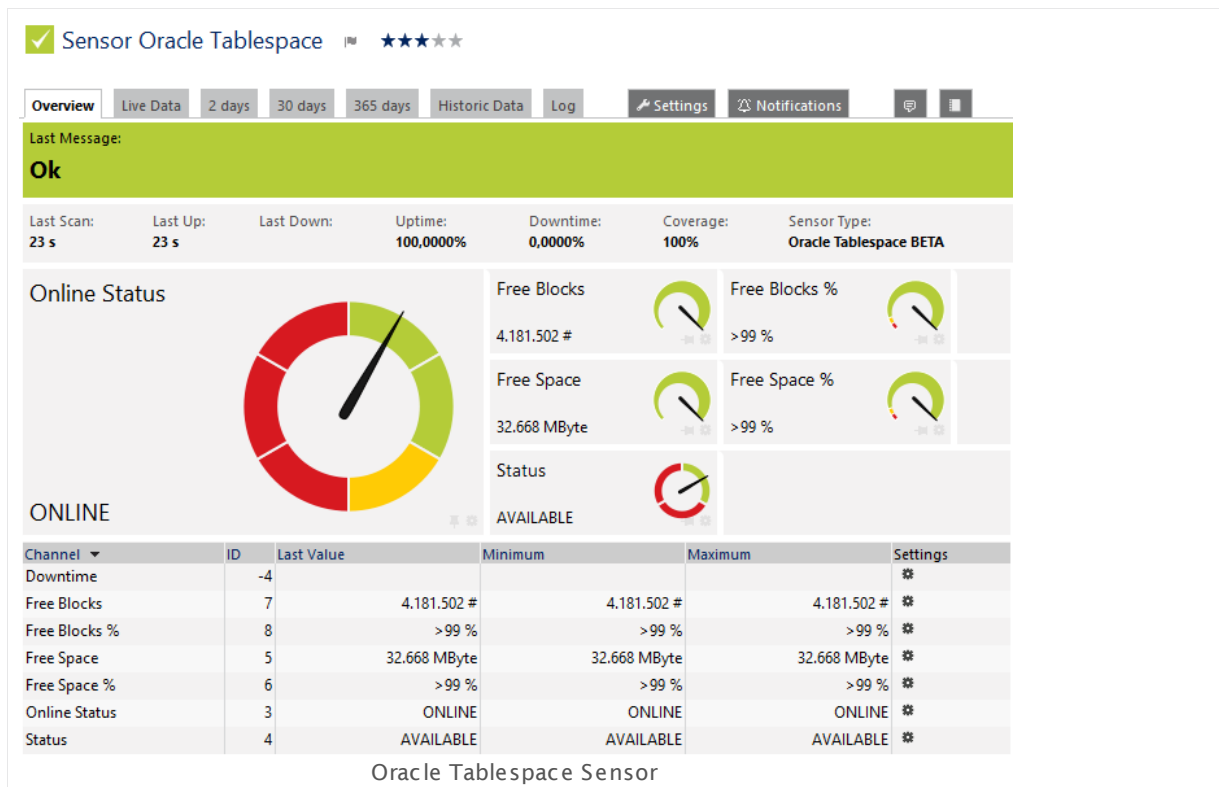 Sensor Oracle Tablespace
Overview Live Data 2 days 30 days 365 days Historic Data Log Settings Notifications
Last Message:
Ok
Last Scan: Last Up: Last Down: Uptime: Downtime: Coverage: Sensor Type:
23 s 23 s 100,0000% 0,0000% 100% Oracle Tablespace BETA
Online Status
ONLINE
Free Blocks
4.181.502 #
Free Blocks %
>99 %
Free Space
32.668 MByte
Free Space %
>99 %
Status
AVAILABLE
Channel ID Last Value Minimum Maximum Settings
Downtime -4
Free Blocks 7 4.181.502 # 4.181.502 # 4.181.502 #
Free Blocks % 8 >99 % >99 % >99 %
Free Space 5 32.668 MByte 32.668 MByte 32.668 MByte
Free Space % 6 >99 % >99 % >99 %
Online Status 3 ONLINE ONLINE ONLINE
Status 4 AVAILABLE AVAILABLE AVAILABLE
Oracle Tablespace Sensor